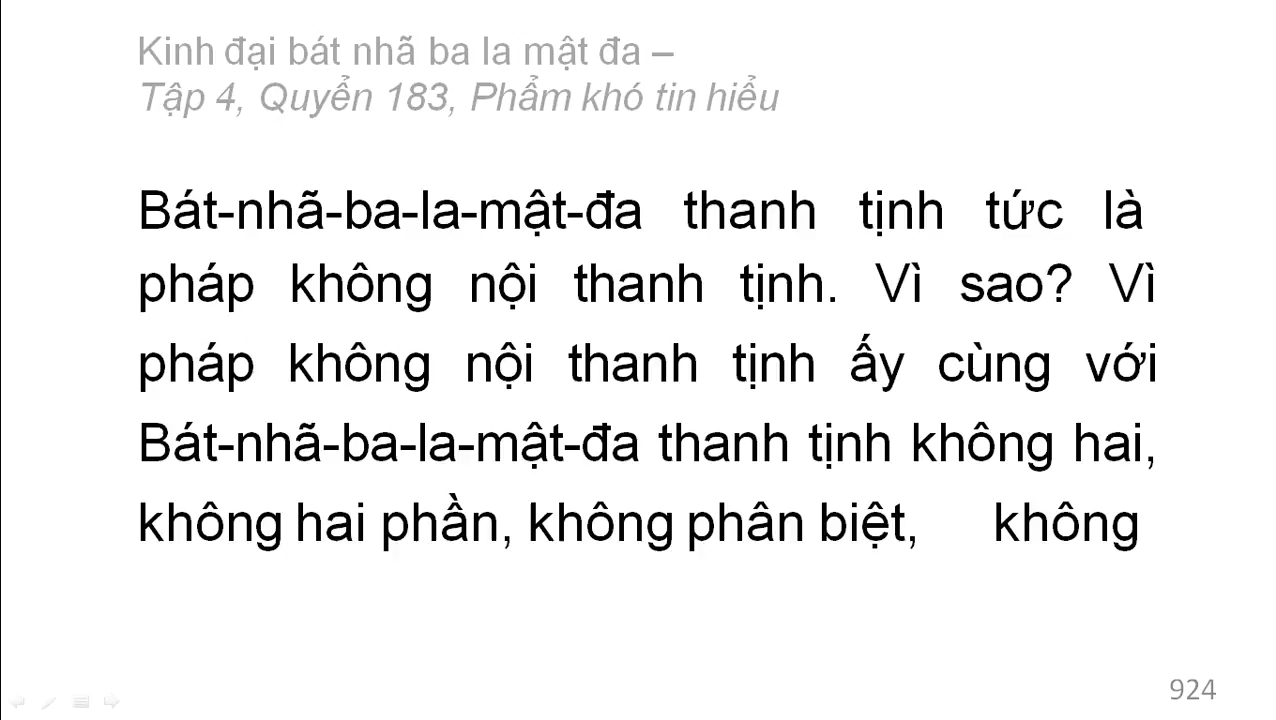 Kinh đại bát nhã ba la mật đa –
Tập 4, Quyển 183, Phẩm khó tin hiểu
Bát-nhã-ba-la-mật-đa thanh tịnh tức là
pháp không nội thanh tịnh. Vì sao? Vì
pháp không nội thanh tịnh ấy cùng với
Bát-nhã-ba-la-mật-đa thanh tịnh không hai,
không hai phần, không phân biệt, không
924